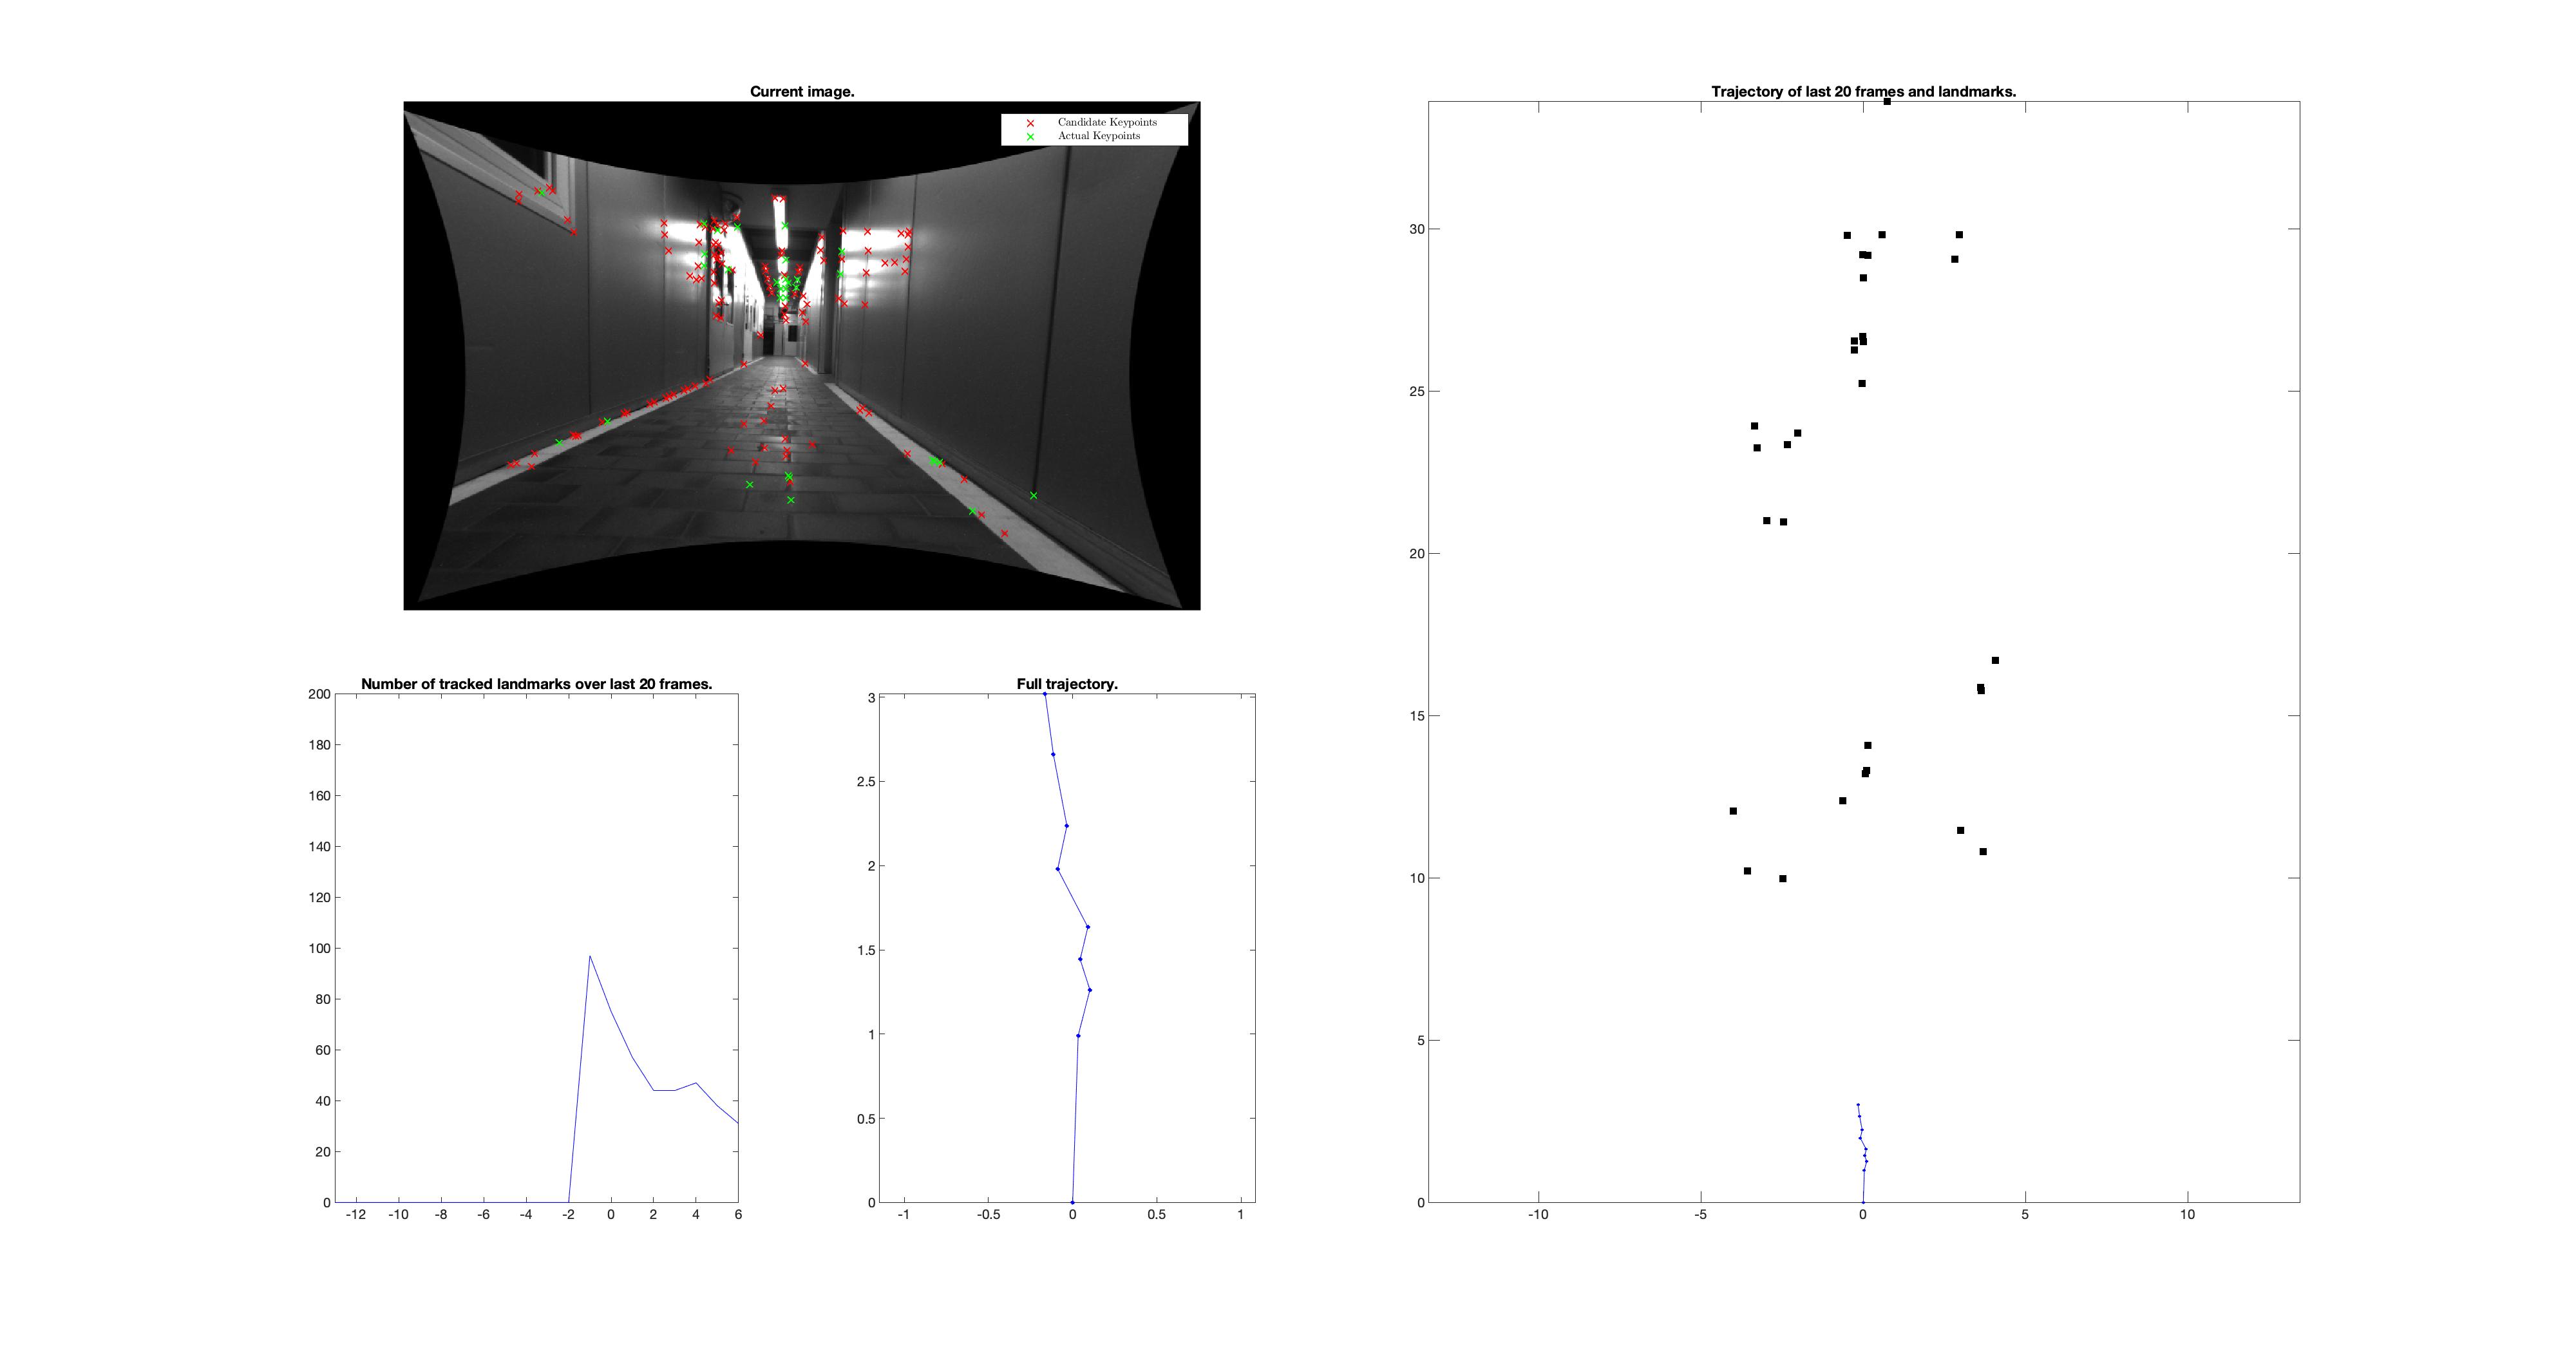 Current image.
Candidate Keypoints
Actual Keypoints
Number of tracked landmarks over last 20 frames.
200
180
160
140
120
100
80
60
40
20
0
-12 -10 -8 -6 -4 -2 0 2 4 6
Full trajectory.
3
2.5
2
1.5
1
0.5
0
-1 -0.5 0 0.5 1
Trajectory of last 20 frames and landmarks.
30
25
20
15
10
5
0
-10 -5 0 5 10